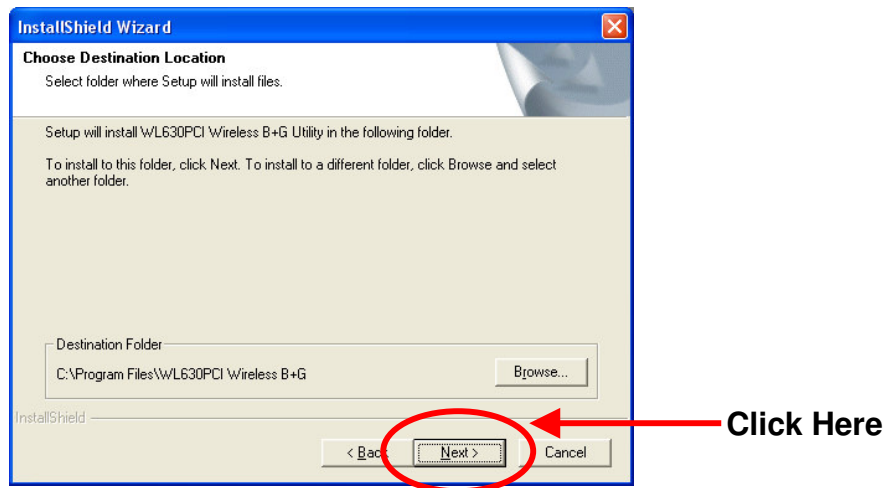 InstallShield Wizard
Choose Destination Location
Select folder where Setup will install files.
Setup will install WL630PCI Wireless B+G Utility in the following folder.
To install to this folder, click Next. To install to a different folder, click Browse and select
another folder.
Destination Folder
C:\Program Files\WL630PCI Wireless B+G
Browse...
InstallShield
< Back
Next >
Cancel
Click Here